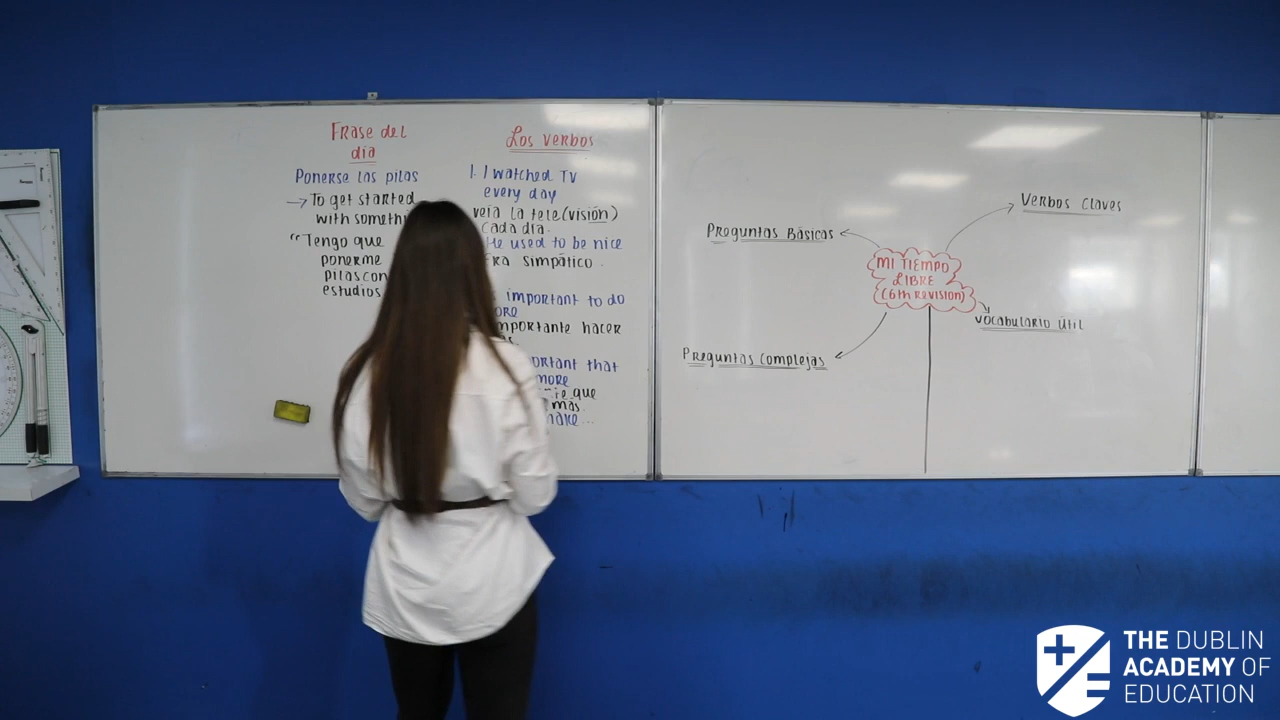 Frase del
día
Ponerse las pilas
→ To get started
with
"Tengo que
ponerme
pilas con
estudios
Los verbos
1. I watched TV
every day
veía la tele (visión)
cada día.
He used to be nice
Era simpático.
important to do
importante hacer
that
more
que
más
make...
Preguntas Básicas
Verbos Claves
MI TIEMPO
LIBRE
(6th REVISION)
Vocabulario útil
Preguntas Complejas
THE DUBLIN
ACADEMY OF
EDUCATION